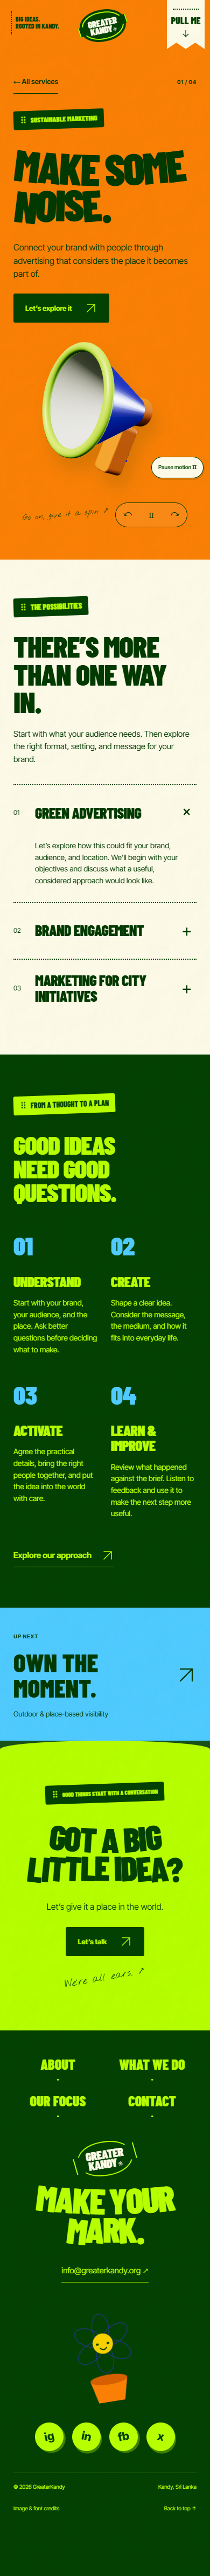 BIG IDEAS.
ROOTED IN KANDY.
GREATER
KANDY
PULL ME
↓
← All services
01 / 04
SUSTAINABLE MARKETING
MAKE SOME
NOISE.
Connect your brand with people through
advertising that considers the place it becomes
part of.
Let's explore it
Pause motion
Go on, give it a spin ↗
THE POSSIBILITIES
THERE'S MORE
THAN ONE WAY
IN.
Start with what your audience needs. Then explore
the right format, setting, and message for your
brand.
01 GREEN ADVERTISING
Let's explore how this could fit your brand,
audience, and location. We'll begin with your
objectives and discuss what a useful,
considered approach would look like.
02 BRAND ENGAGEMENT +
03 MARKETING FOR CITY
INITIATIVES +
FROM A THOUGHT TO A PLAN
GOOD IDEAS
NEED GOOD
QUESTIONS.
01
UNDERSTAND
Start with your brand,
your audience, and the
place. Ask better
questions before deciding
what to make.
02
CREATE
Shape a clear idea.
Consider the message,
the medium, and how it
fits into everyday life.
03
ACTIVATE
Agree the practical
details, bring the right
people together, and put
the idea into the world
with care.
04
LEARN &
IMPROVE
Review what happened
against the brief. Listen to
feedback and use it to
make the next step more
useful.
Explore our approach
UP NEXT
OWN THE
MOMENT.
Outdoor & place-based visibility
GOOD THINGS START WITH A CONVERSATION
GOT A BIG
LITTLE IDEA?
Let's give it a place in the world.
Let's talk
We're all ears. ↗
ABOUT
WHAT WE DO
OUR FOCUS
CONTACT
GREATER
KANDY
MAKE YOUR
MARK.
info@greaterkandy.org ↗
ig
in
fb
x
© 2026 GreaterKandy
Kandy, Sri Lanka
Image & font credits
Back to top ↑